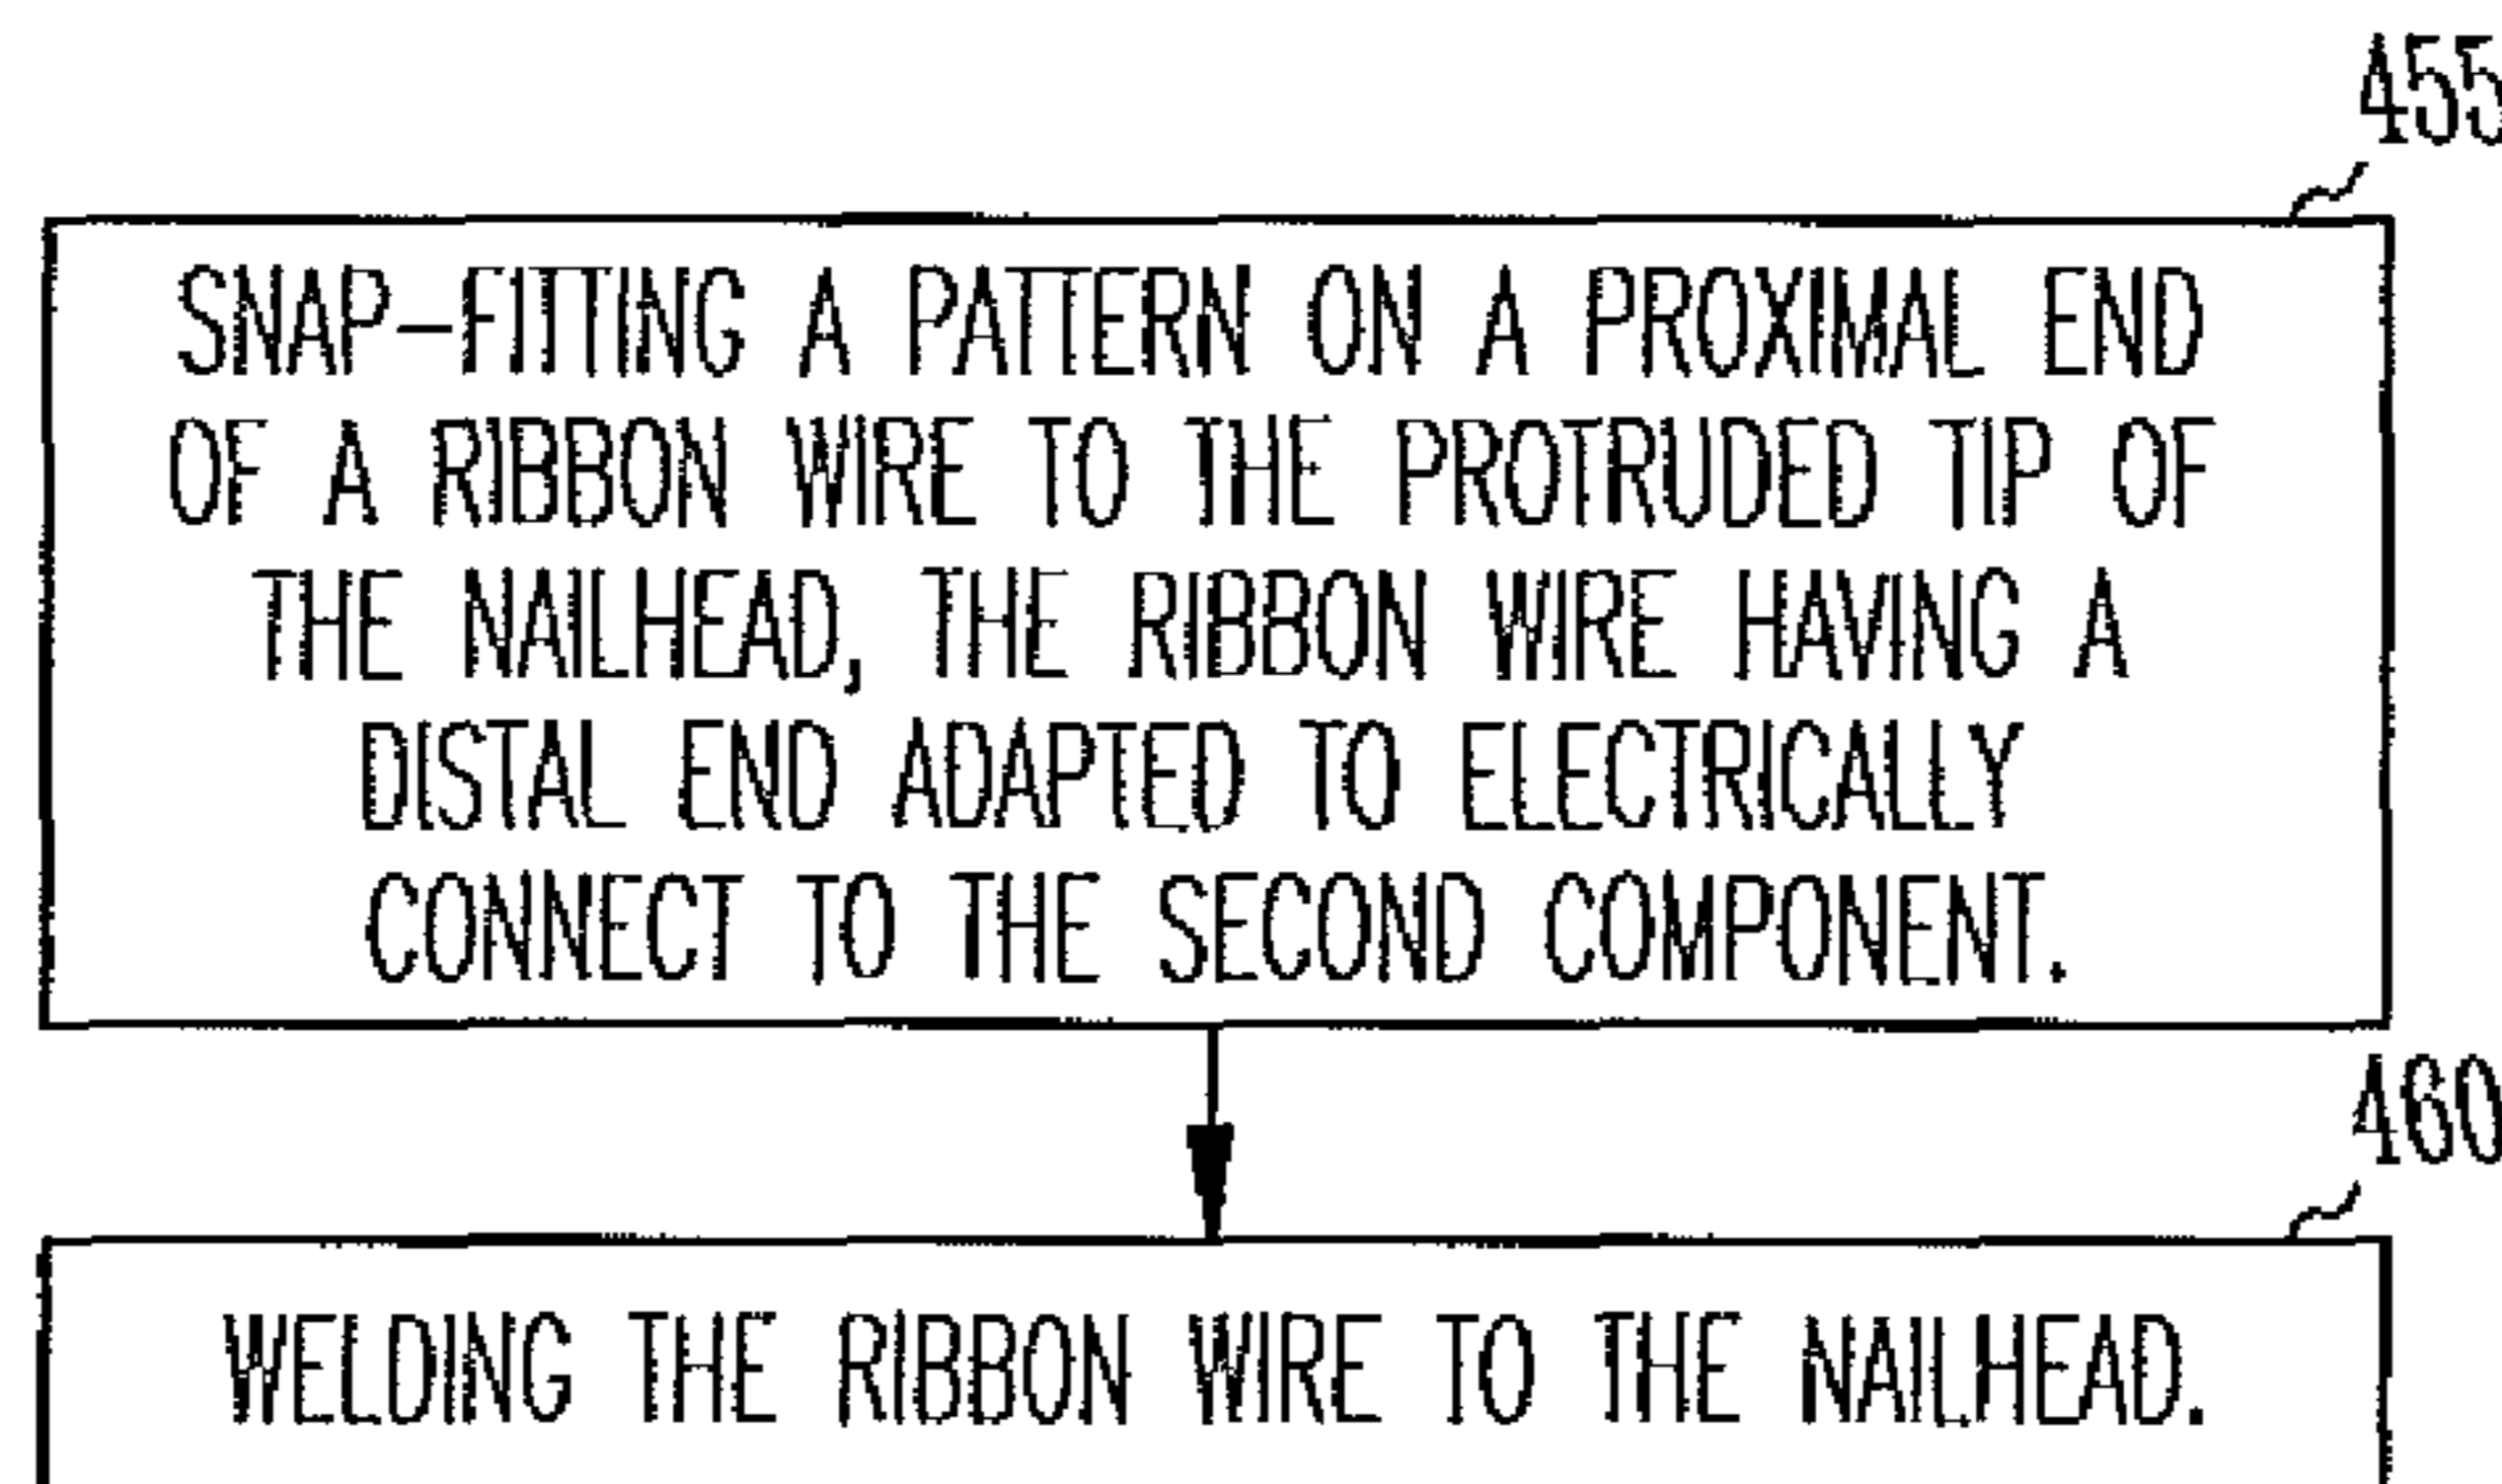 455
SNAP-FITTING A PATTERN ON A PROXIMAL END
OF A RIBBON WIRE TO THE PROTRUDED TIP OF
THE NAILHEAD, THE RIBBON WIRE HAVING A
DISTAL END ADAPTED TO ELECTRICALLY
CONNECT TO THE SECOND COMPONENT.
460
WELDING THE RIBBON WIRE TO THE NAILHEAD.